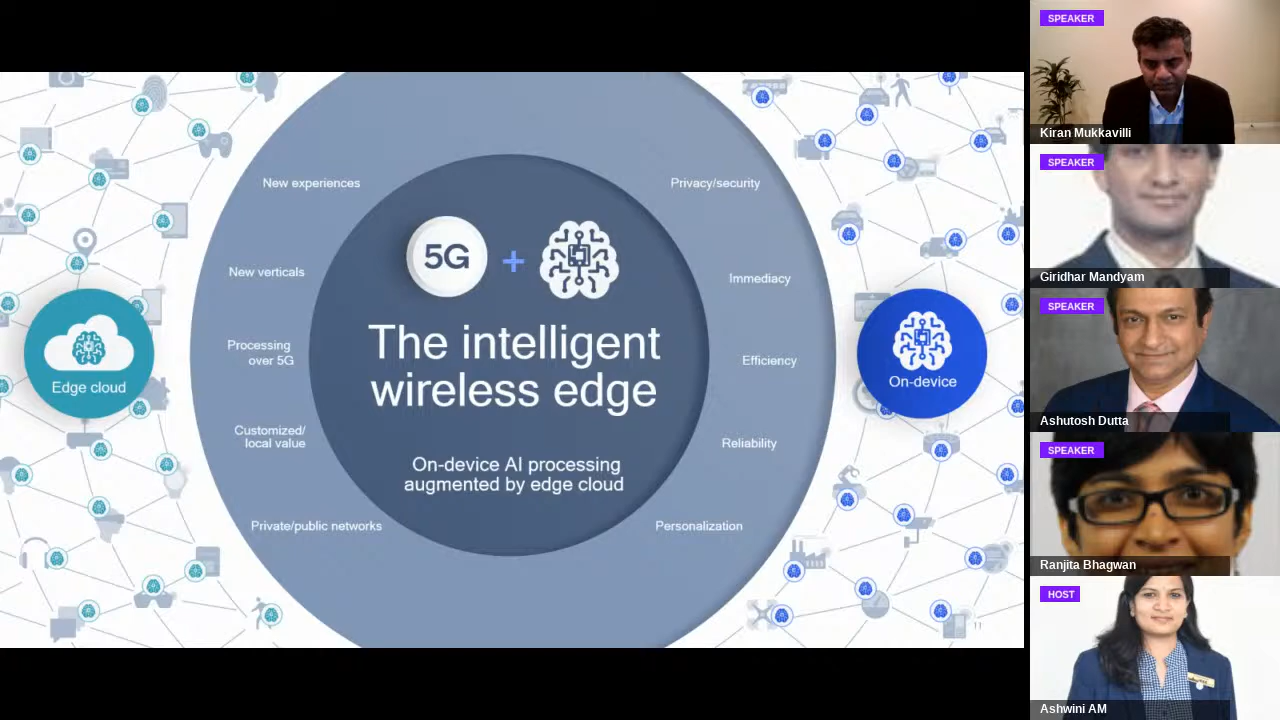 New experiences
New verticals
Processing
over 5G
Customized/
local value
Private/public networks
Edge cloud
5G +
The intelligent
wireless edge
On-device AI processing
augmented by edge cloud
Privacy/security
Immediacy
Efficiency
Reliability
Personalization
On-device
11
SPEAKER
Kiran Mukkavilli
SPEAKER
Giridhar Mandyam
SPEAKER
Ashutosh Dutta
SPEAKER
Ranjita Bhagwan
HOST
Ashwini AM